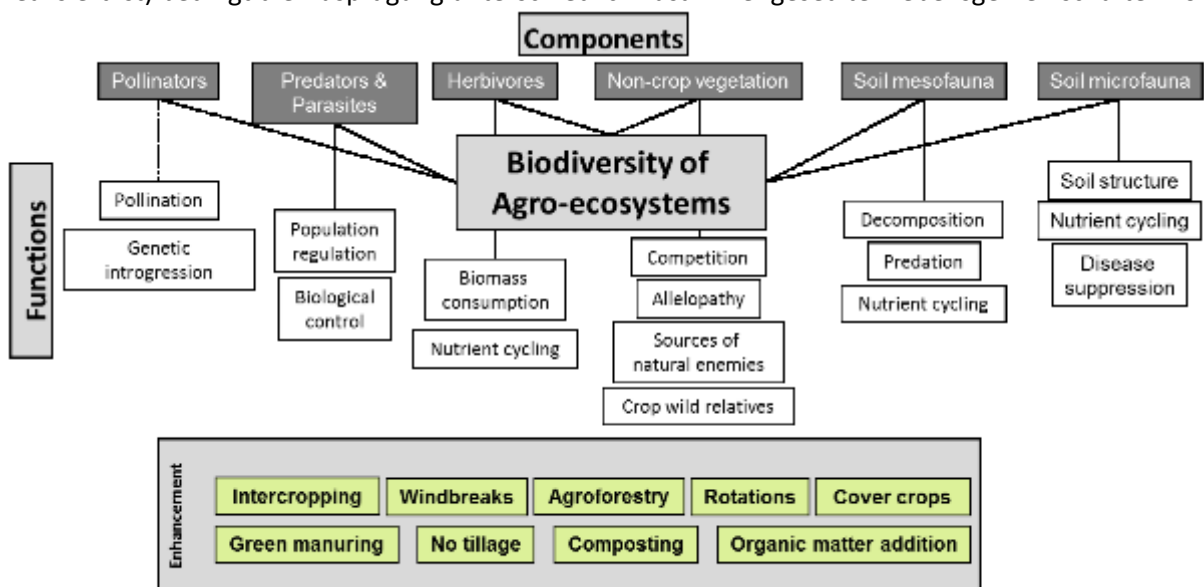 Components
Pollinators
Predators &
Parasites
Herbivores
Non-crop vegetation
Soil mesofauna
Soil microfauna
Biodiversity of
Agro-ecosystems
Functions
Pollination
Genetic
introgression
Population
regulation
Biological
control
Biomass
consumption
Nutrient cycling
Competition
Allelopathy
Sources of
natural enemies
Crop wild relatives
Decomposition
Predation
Nutrient cycling
Soil structure
Nutrient cycling
Disease
suppression
Enhancement
Intercropping
Windbreaks
Agroforestry
Rotations
Cover crops
Green manuring
No tillage
Composting
Organic matter addition